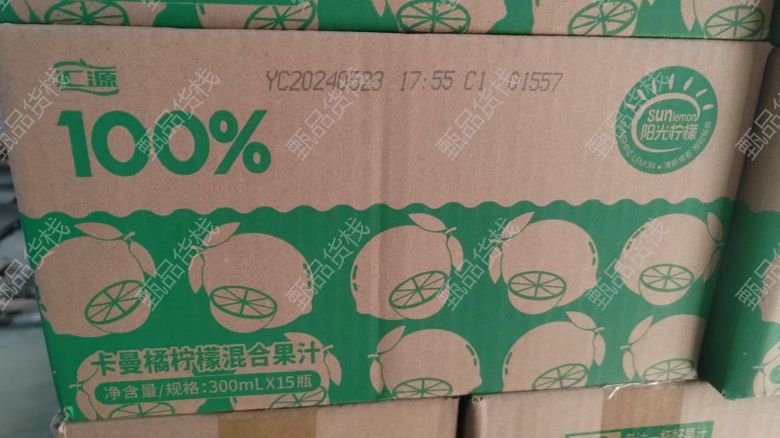 汇源
100%
YC20240523 17:55 C1 01557
sunlemon
阳光柠檬
卡曼橘柠檬混合果汁
净含量/规格:300mLX15瓶
甄品货栈